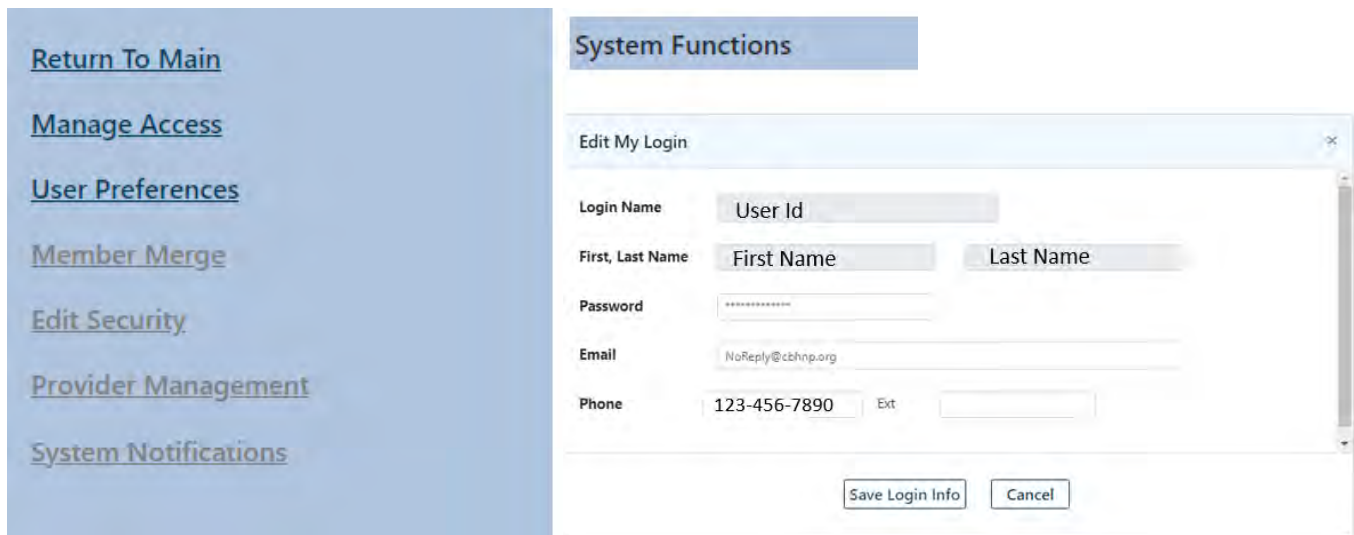 Return To Main
Manage Access
User Preferences
Member Merge
Edit Security
Provider Management
System Notifications
System Functions
Edit My Login ×
Login Name User Id
First, Last Name First Name Last Name
Password *************
Email NoReply@cbhnp.org
Phone 123-456-7890 Ext
Save Login Info Cancel